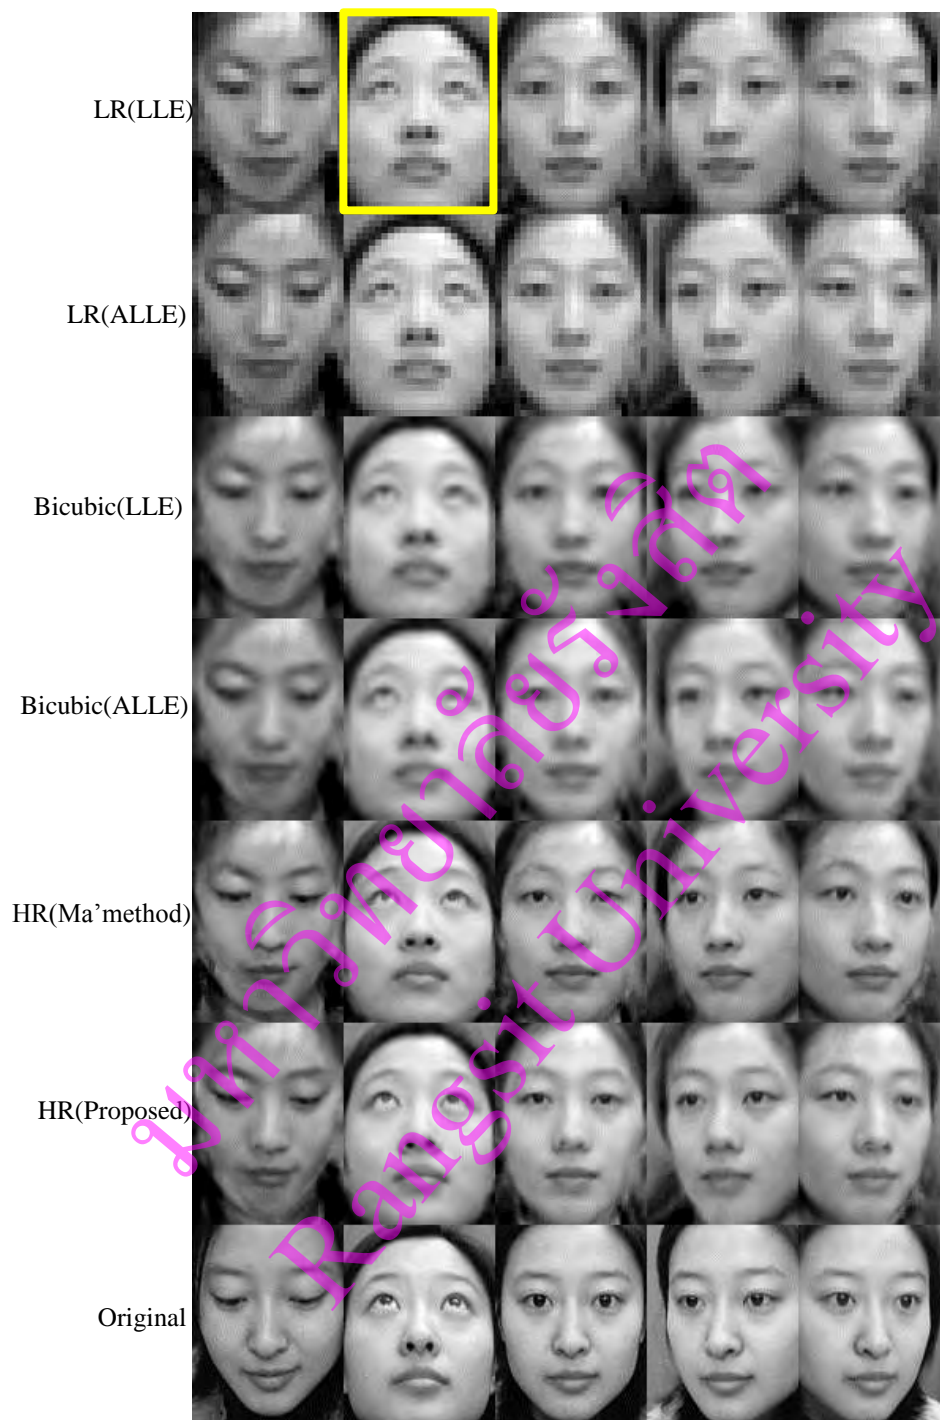 LR(LLE)
LR(ALLE)
Bicubic(LLE)
Bicubic(ALLE)
HR(Ma’method)
HR(Proposed)
Original
มหาวิทยาลัยรังสิต
Rangsit University